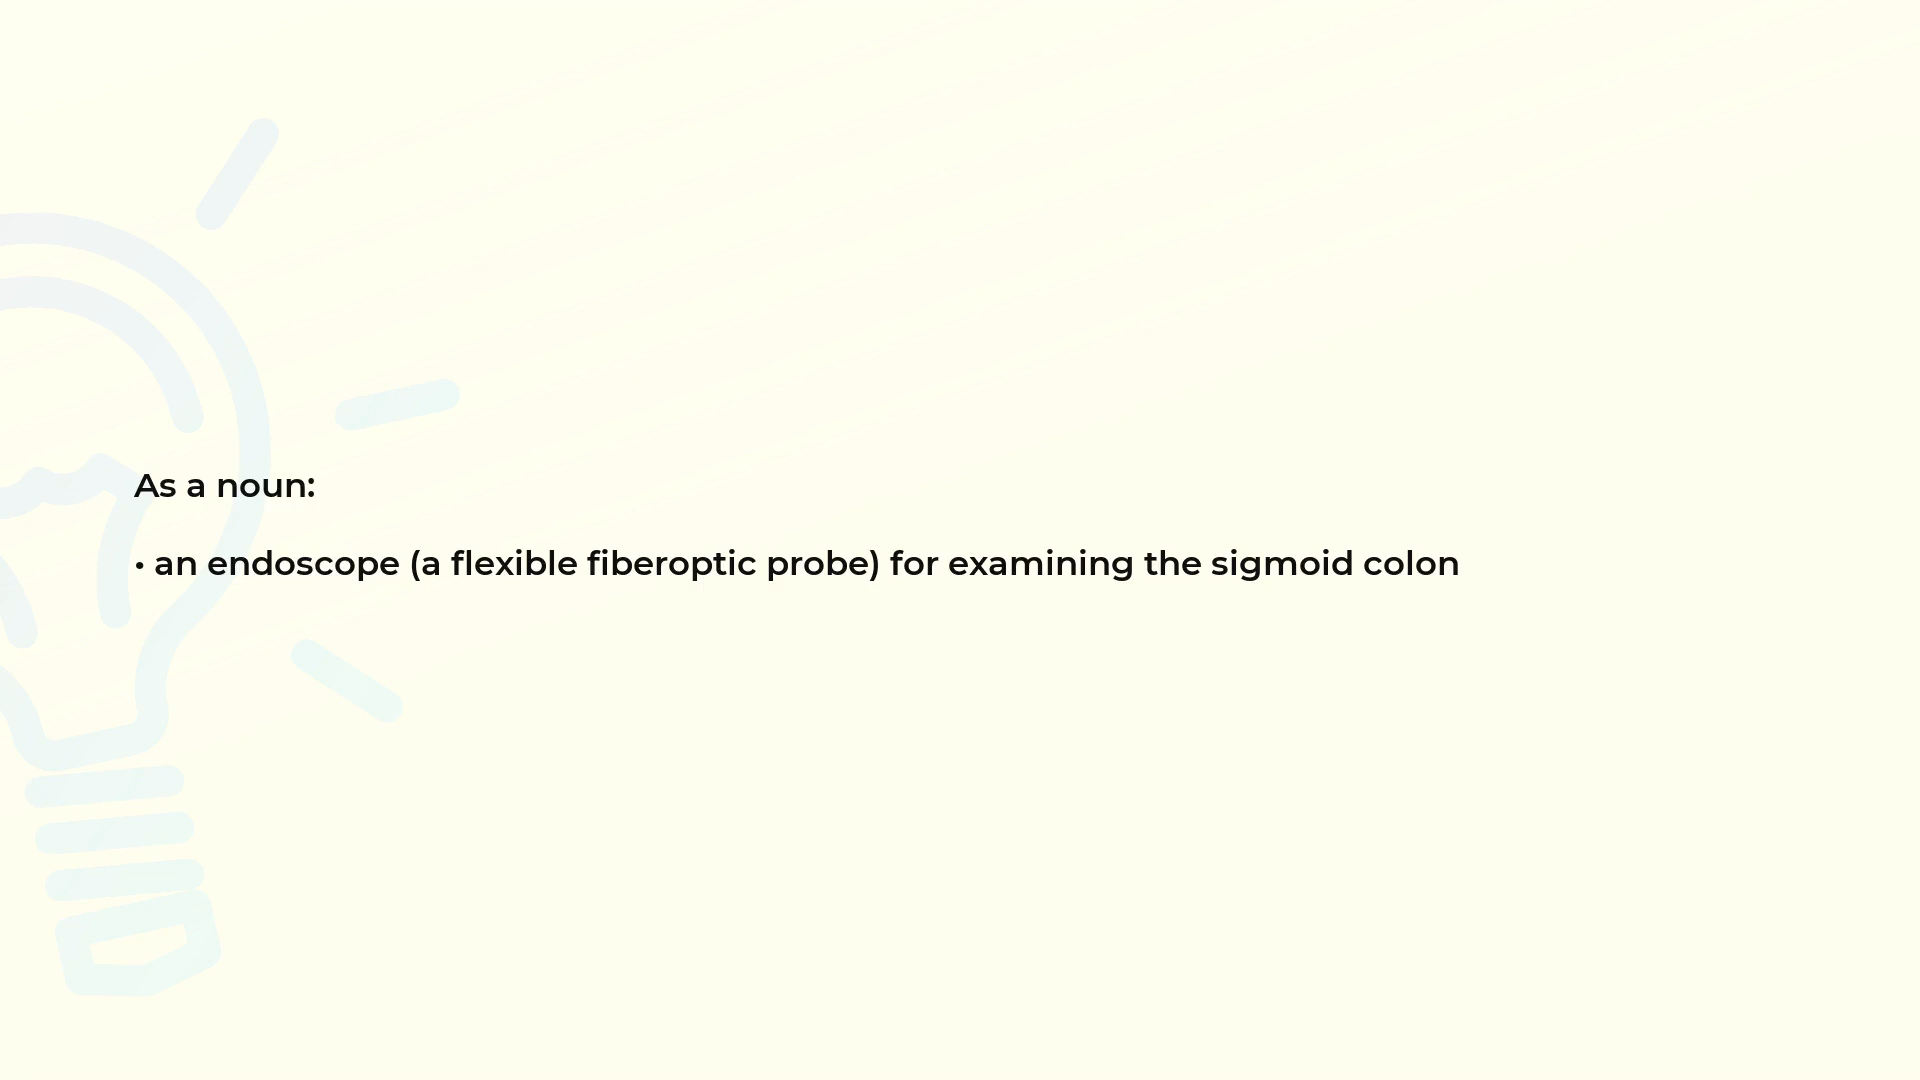 As a noun:
• an endoscope (a flexible fiberoptic probe) for examining the sigmoid colon